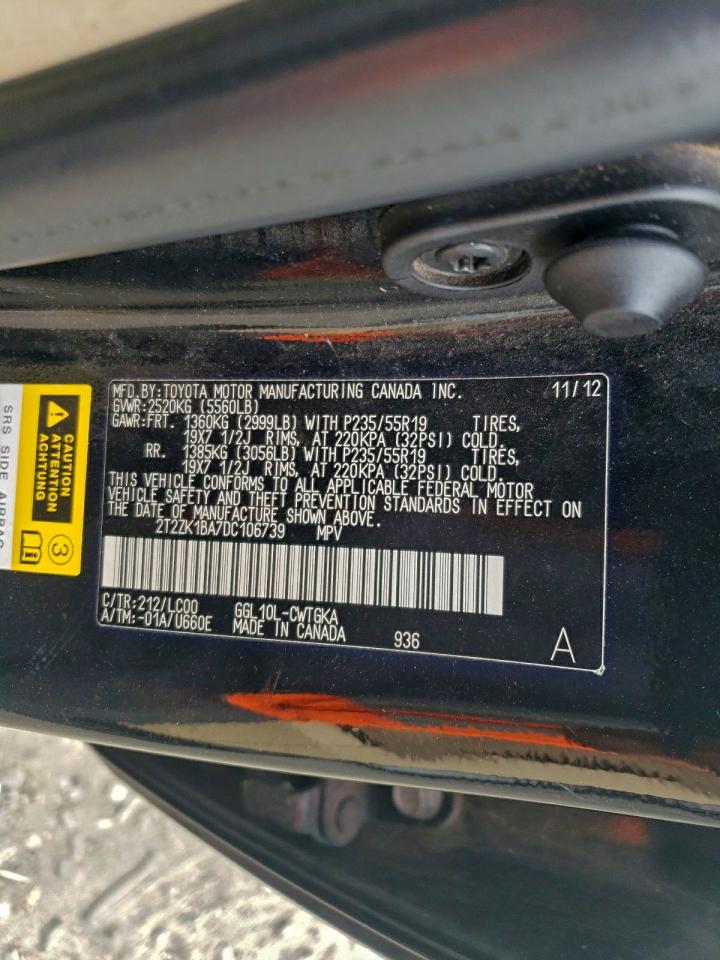 MFD.BY:TOYOTA MOTOR MANUFACTURING CANADA INC. 11/12
GVWR:2520KG (5560LB)
GAWR:FRT. 1360KG (2999LB) WITH P235/55R19 TIRES,
19X7 1/2J RIMS, AT 220KPA (32PSI) COLD.
RR. 1385KG (3056LB) WITH P235/55R19 TIRES,
19X7 1/2J RIMS, AT 220KPA (32PSI) COLD.
THIS VEHICLE CONFORMS TO ALL APPLICABLE FEDERAL MOTOR
VEHICLE SAFETY AND THEFT PREVENTION STANDARDS IN EFFECT ON
THE DATE OF MANUFACTURE SHOWN ABOVE.
2T2ZK1BA7DC106739 MPV
C/TR:212/LC00 GGL10L-CWTGKA
A/TM:-01A/U660E MADE IN CANADA 936
A
CAUTION
ATTENTION
ACHTUNG
3
SRS SIDE AIRBAG